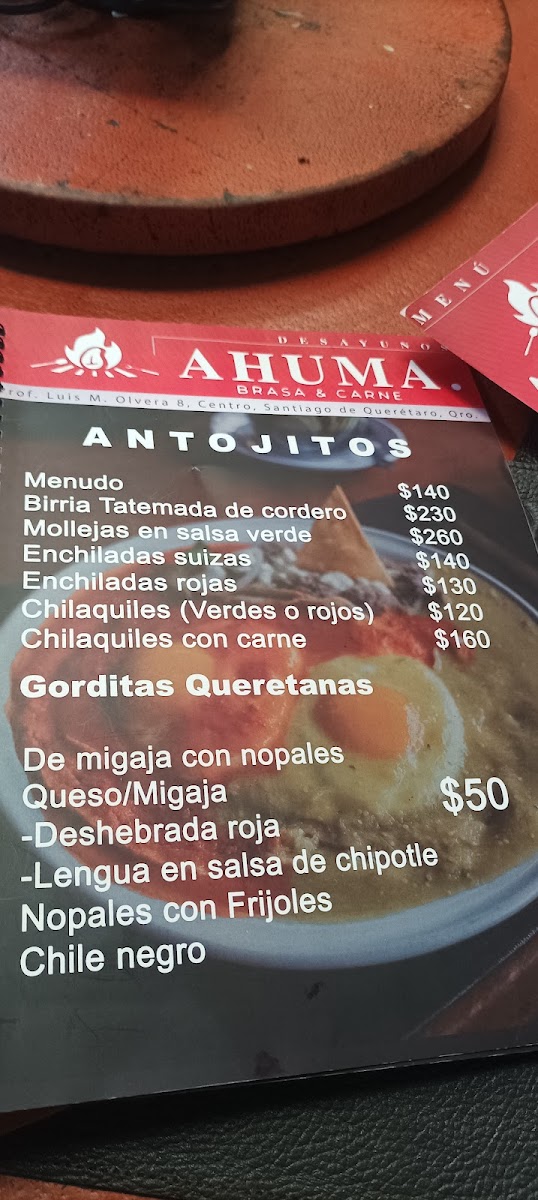 MENÚ
DESAYUNO
AHUMA
BRASA & CARNE
Prof. Luis M. Olvera 8, Centro, Santiago de Querétaro, Qro.
ANTOJITOS
Menudo $140
Birria Tatemada de cordero $230
Mollejas en salsa verde $260
Enchiladas suizas $140
Enchiladas rojas $130
Chilaquiles (Verdes o rojos) $120
Chilaquiles con carne $160
Gorditas Queretanas
De migaja con nopales
Queso/Migaja $50
-Deshebrada roja
-Lengua en salsa de chipotle
Nopales con Frijoles
Chile negro